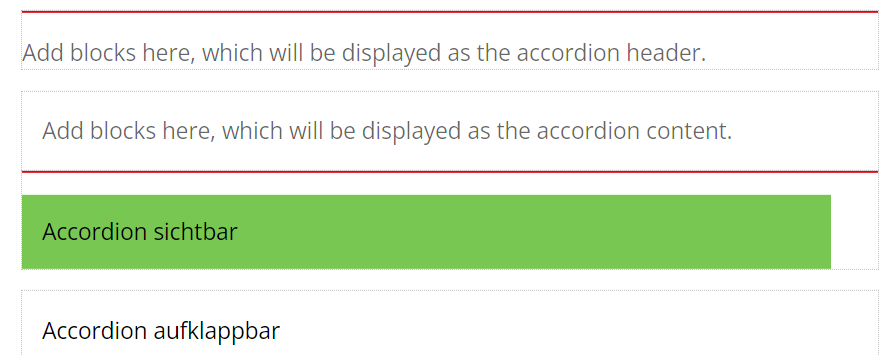 Add blocks here, which will be displayed as the accordion header.
Add blocks here, which will be displayed as the accordion content.
Accordion sichtbar
Accordion aufklappbar